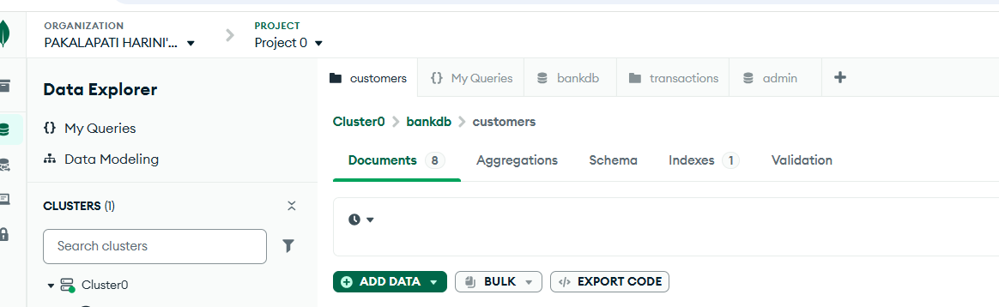 ORGANIZATION
PAKALAPATI HARINI'...
PROJECT
Project 0
Data Explorer
My Queries
Data Modeling
CLUSTERS (1)
Search clusters
Cluster0
customers
{} My Queries
bankdb
transactions
admin
Cluster0 > bankdb > customers
Documents 8
Aggregations
Schema
Indexes 1
Validation
ADD DATA
BULK
EXPORT CODE